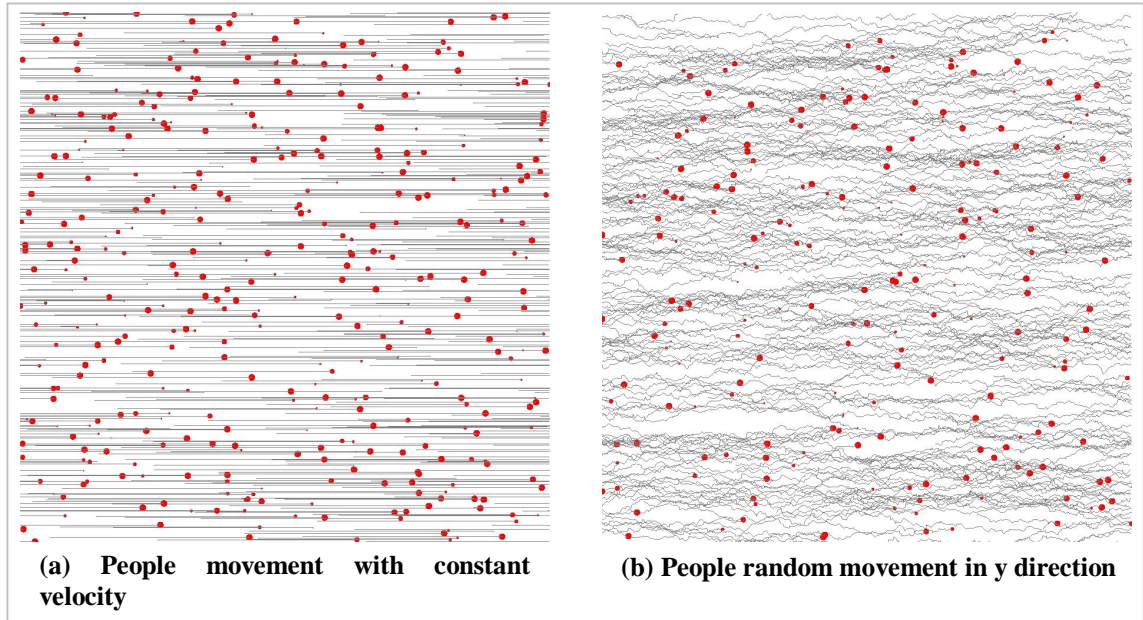 (a) People movement with constant
velocity
(b) People random movement in y direction